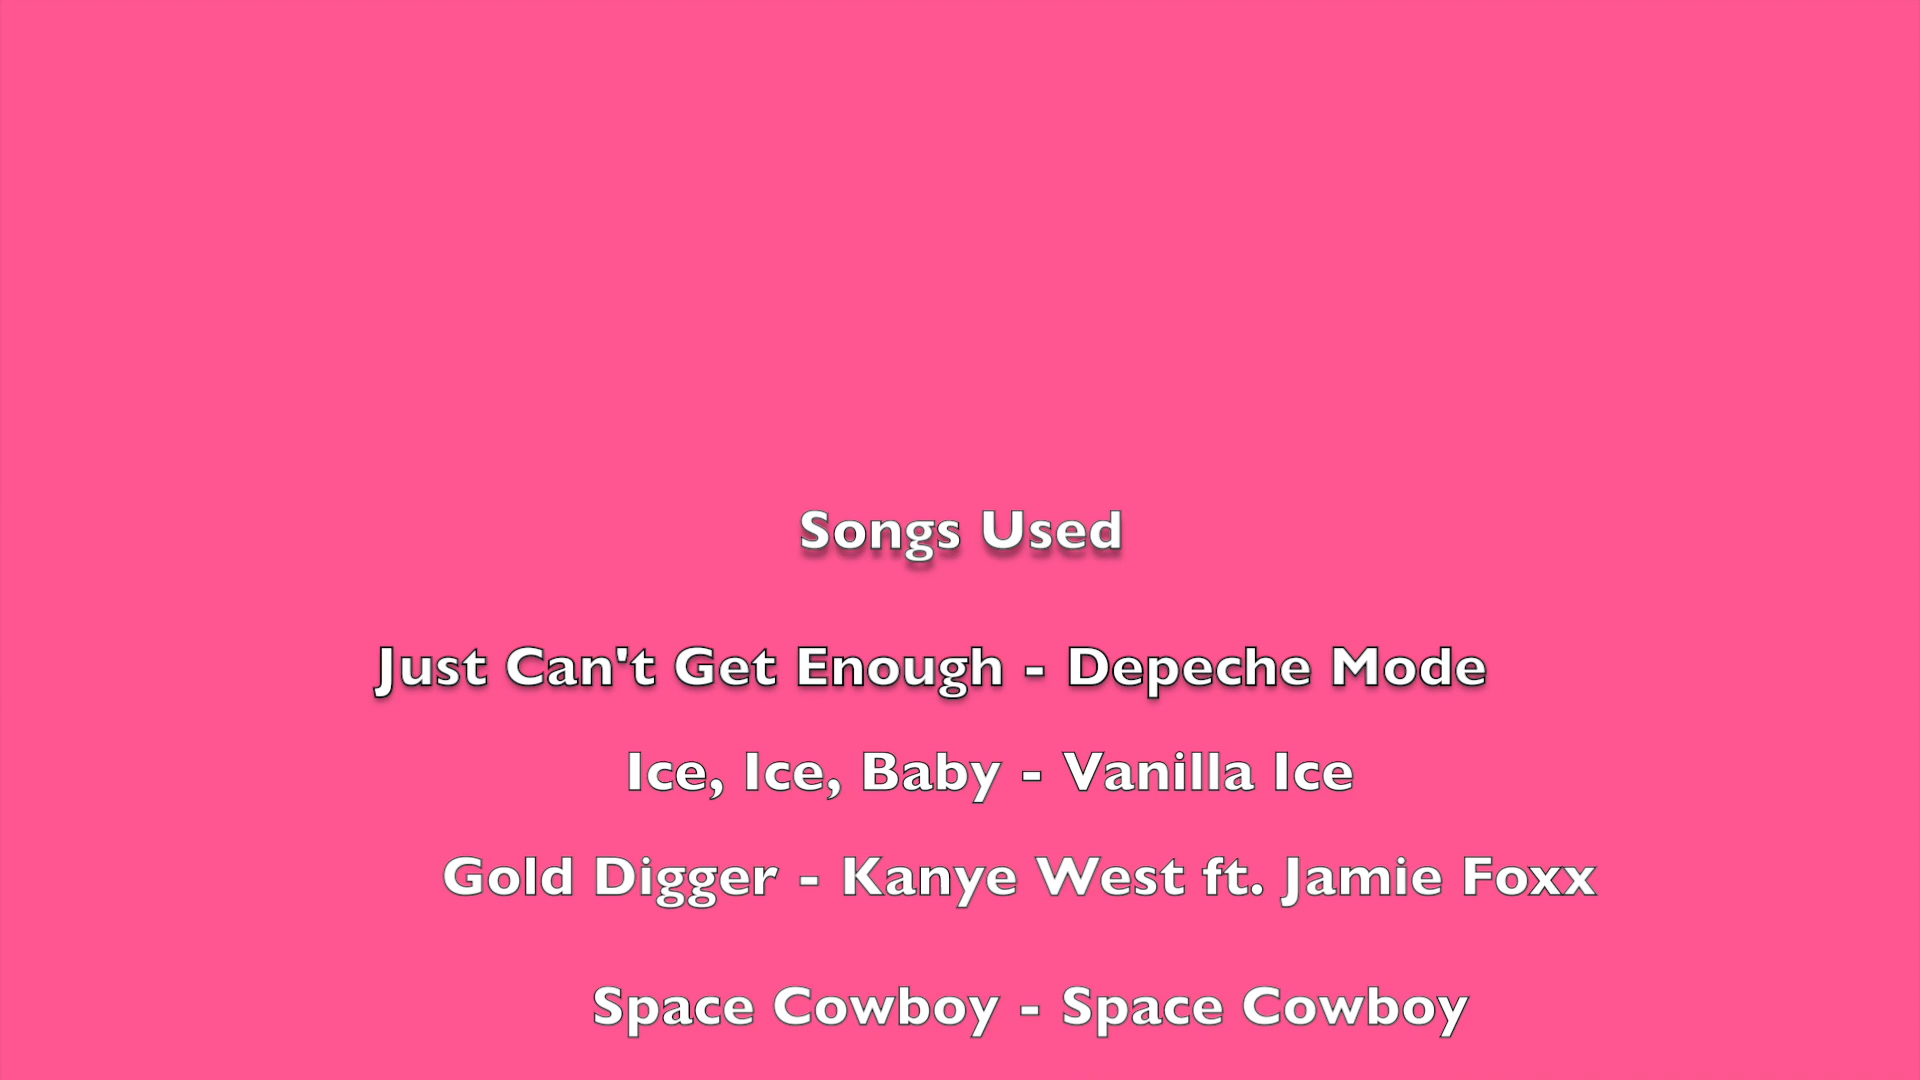 Songs Used
Just Can't Get Enough - Depeche Mode
Ice, Ice, Baby - Vanilla Ice
Gold Digger - Kanye West ft. Jamie Foxx
Space Cowboy - Space Cowboy